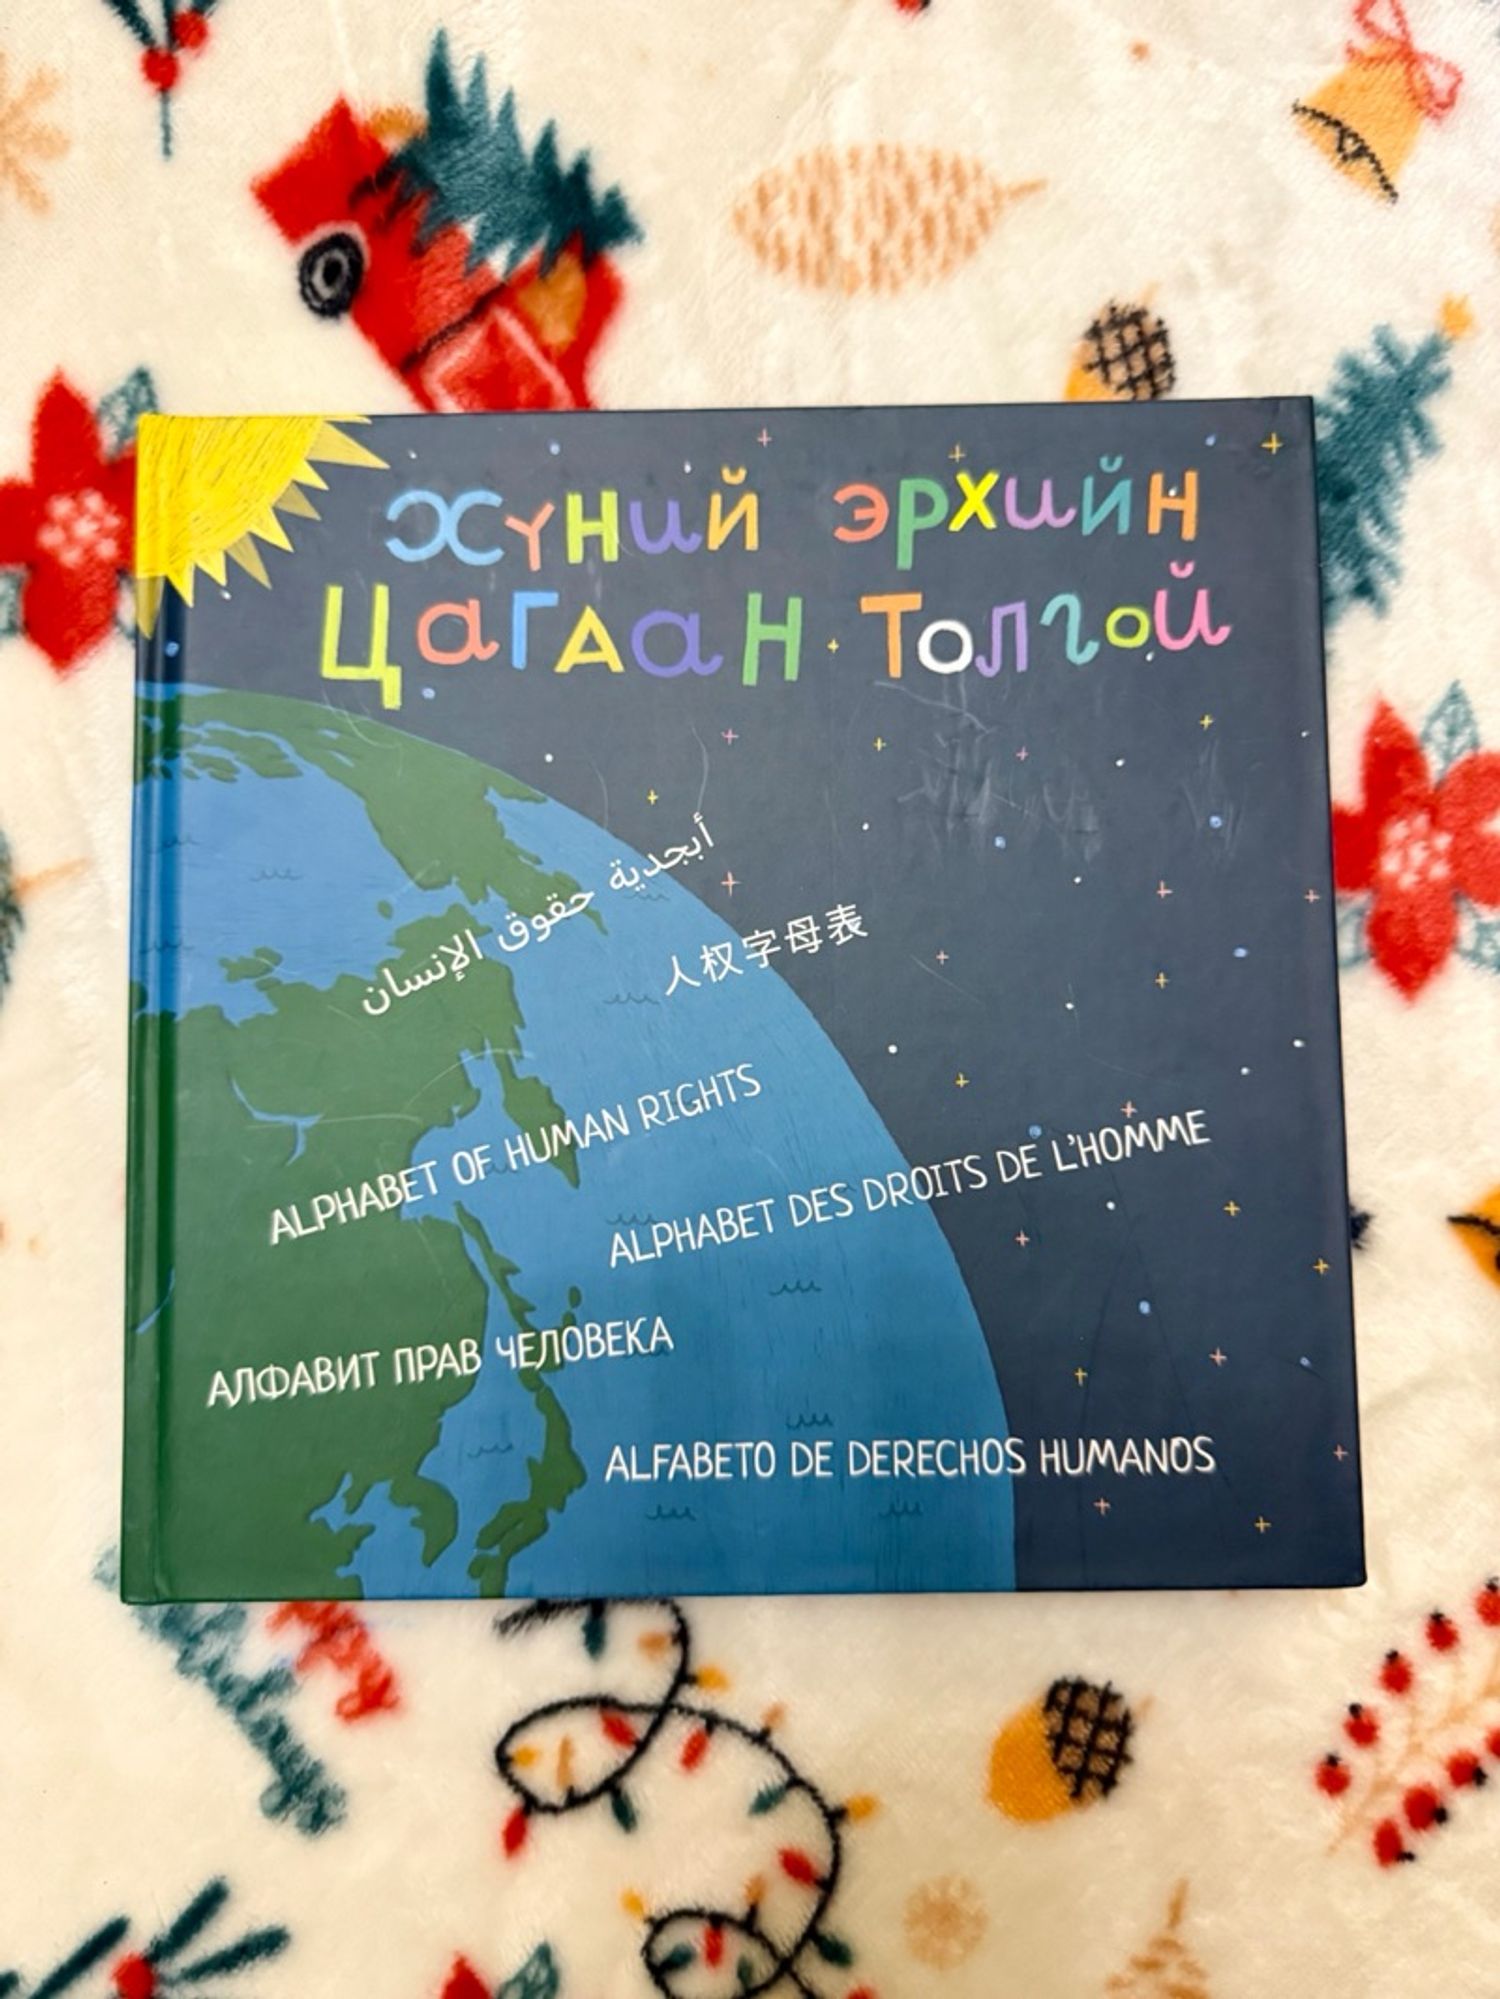 ХҮНИЙ ЭРХИЙН
ЦАГААН ТОЛГОЙ
أبجدية حقوق الإنسان
人权字母表
ALPHABET OF HUMAN RIGHTS
ALPHABET DES DROITS DE L'HOMME
АЛФАВИТ ПРАВ ЧЕЛОВЕКА
ALFABETO DE DERECHOS HUMANOS